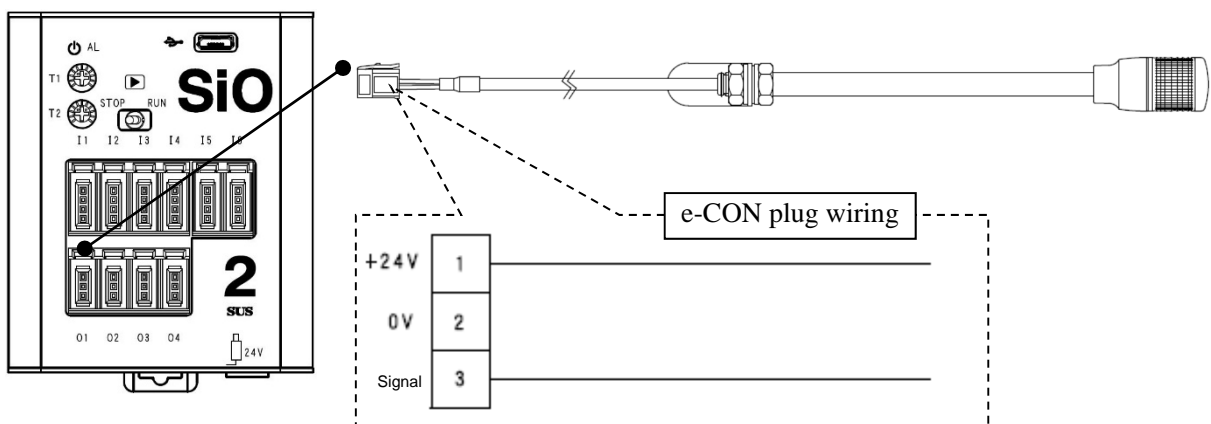 AL
T1
SiO
STOP RUN
T2
I1 I2 I3 I4 I5 I6
2
SUS
O1 O2 O3 O4
24V
e-CON plug wiring
+24V 1
0V 2
Signal 3